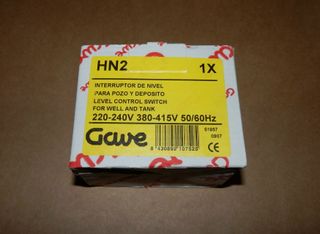 HN2 1X
INTERRUPTOR DE NIVEL
PARA POZO Y DEPOSITO
LEVEL CONTROL SWITCH
FOR WELL AND TANK
220-240V 380-415V 50/60Hz
Gave
CE